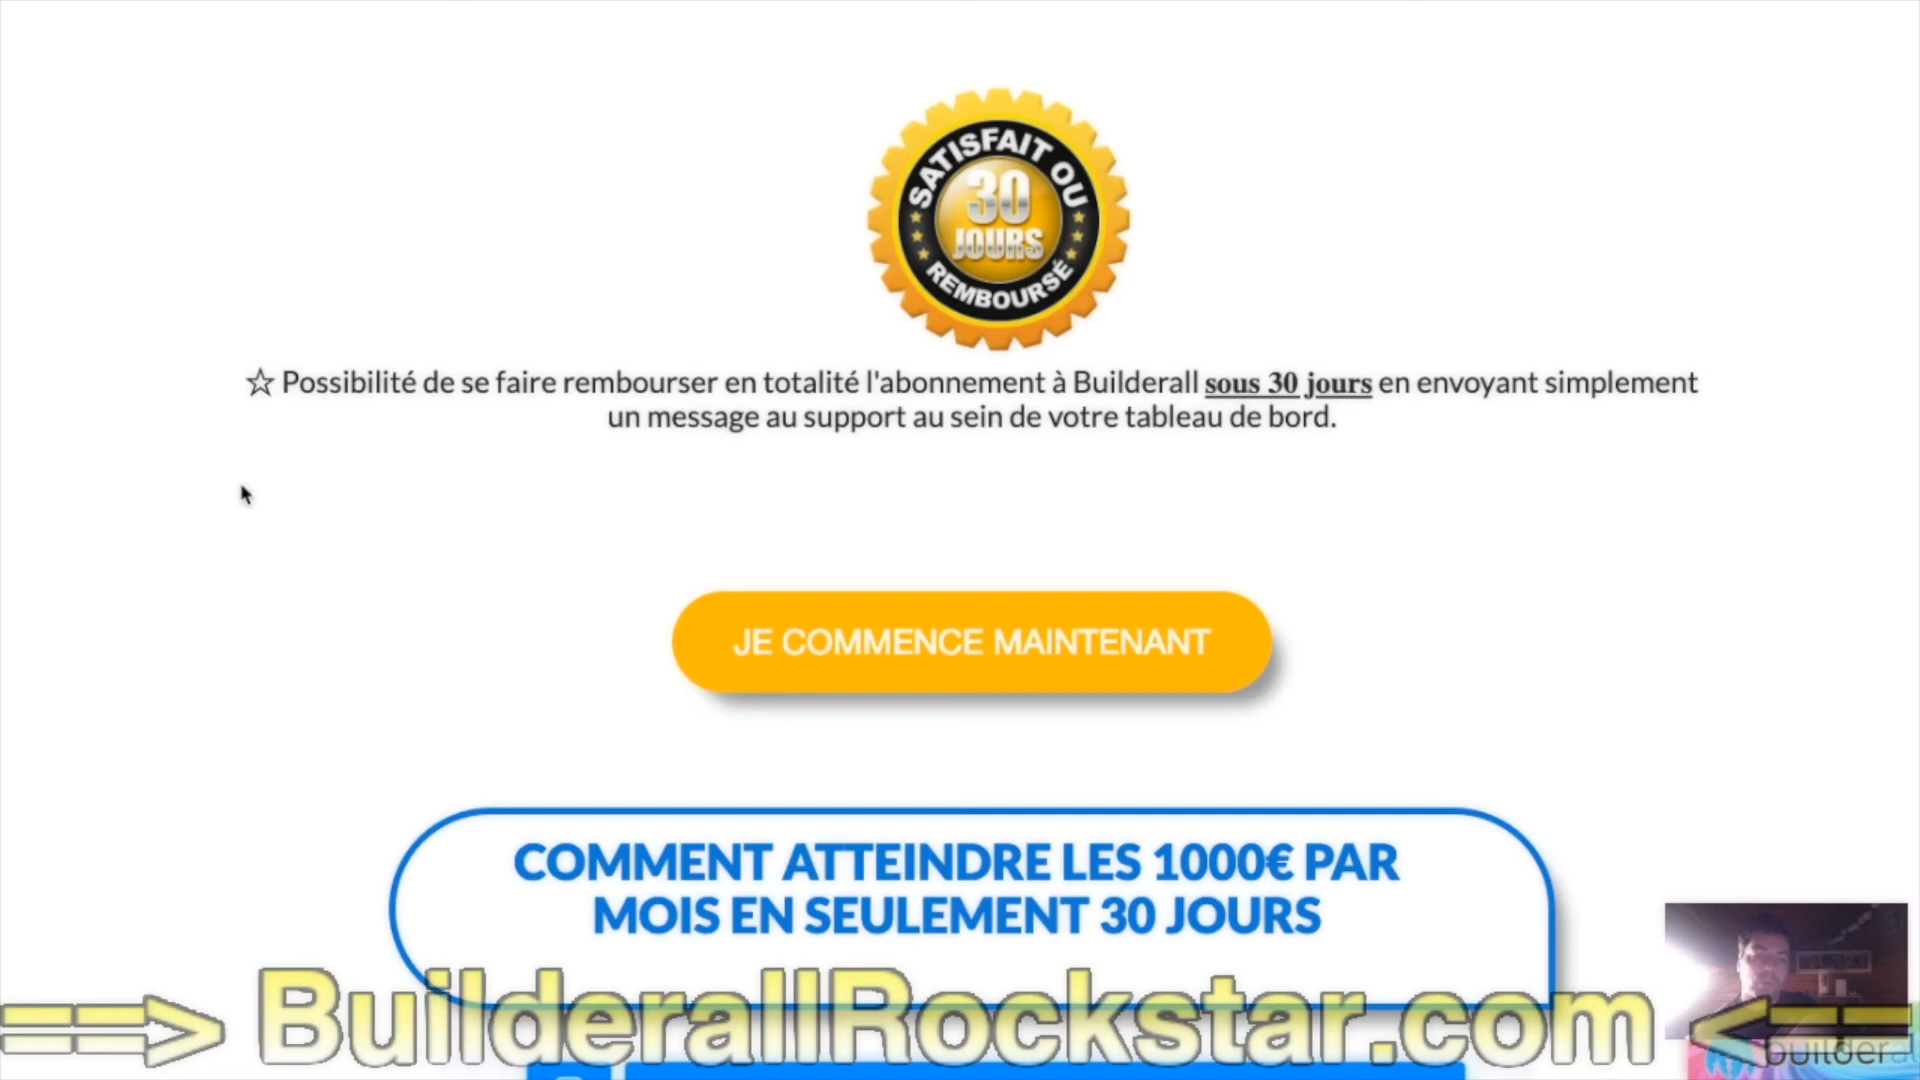 SATISFAIT OU
30
JOURS
REMBOURSÉ
☆ Possibilité de se faire rembourser en totalité l'abonnement à Builderall sous 30 jours en envoyant simplement
un message au support au sein de votre tableau de bord.
JE COMMENCE MAINTENANT
COMMENT ATTEINDRE LES 1000€ PAR
MOIS EN SEULEMENT 30 JOURS
==> BuilderallRockstar.com <==